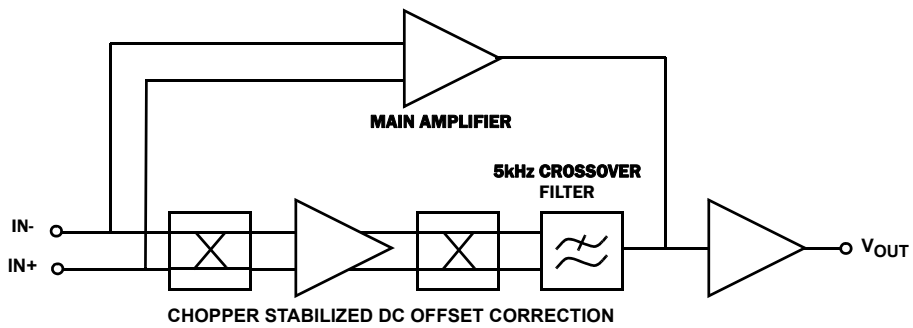 MAIN AMPLIFIER
5kHz CROSSOVER
FILTER
IN-
IN+
VOUT
CHOPPER STABILIZED DC OFFSET CORRECTION